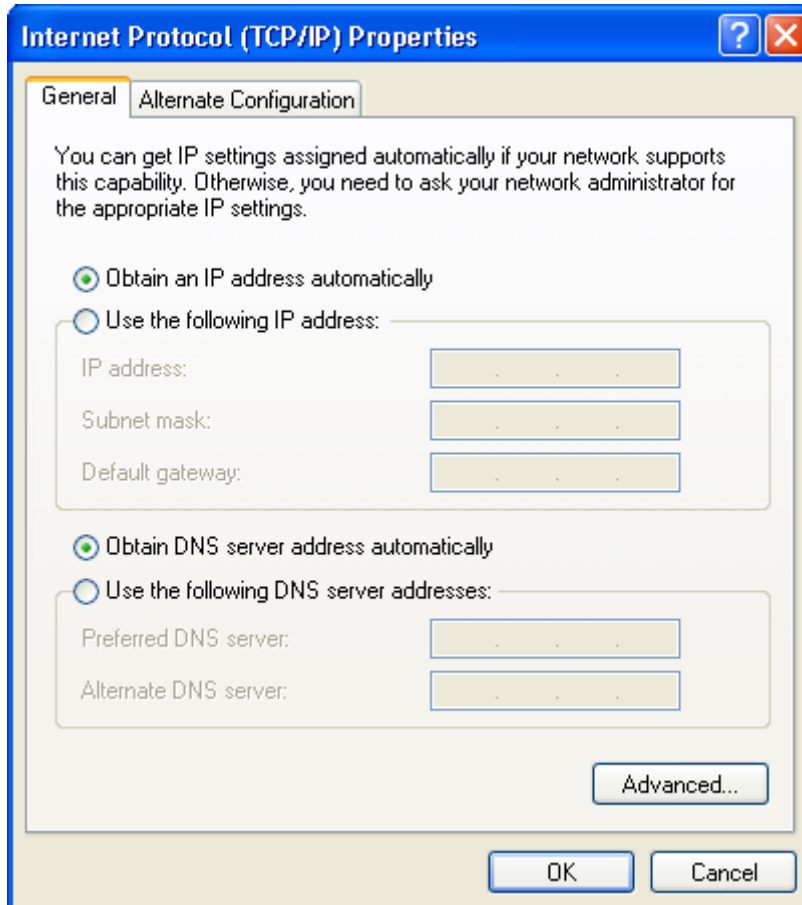 Internet Protocol (TCP/IP) Properties
General
Alternate Configuration
You can get IP settings assigned automatically if your network supports
this capability. Otherwise, you need to ask your network administrator for
the appropriate IP settings.
Obtain an IP address automatically
Use the following IP address:
IP address:
Subnet mask:
Default gateway:
Obtain DNS server address automatically
Use the following DNS server addresses:
Preferred DNS server:
Alternate DNS server:
Advanced...
OK
Cancel